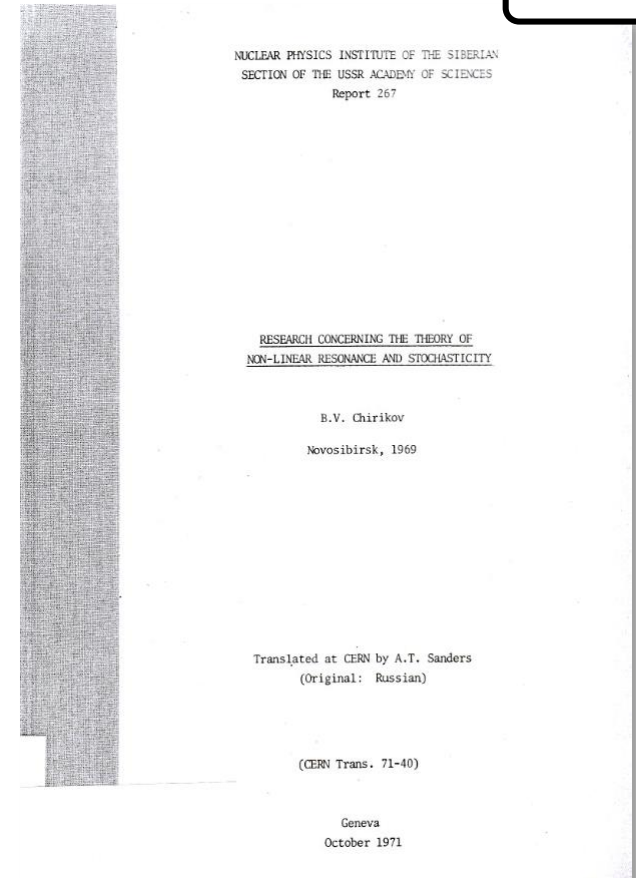 NUCLEAR PHYSICS INSTITUTE OF THE SIBERIAN
SECTION OF THE USSR ACADEMY OF SCIENCES
Report 267
RESEARCH CONCERNING THE THEORY OF
NON-LINEAR RESONANCE AND STOCHASTICITY
B.V. Chirikov
Novosibirsk, 1969
Translated at CERN by A.T. Sanders
(Original: Russian)
(CERN Trans. 71-40)
Geneva
October 1971